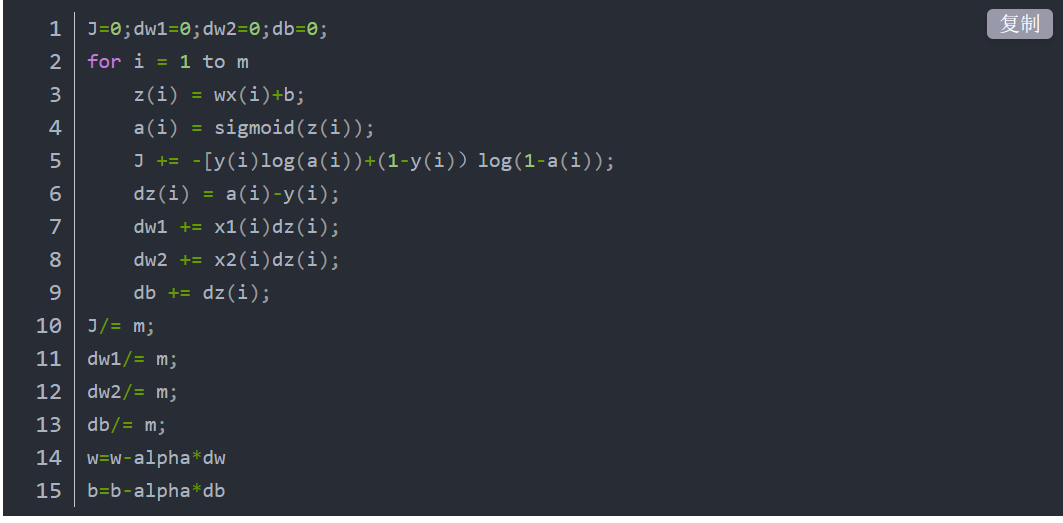 复制
1 J=0;dw1=0;dw2=0;db=0;
2 for i = 1 to m
3     z(i) = wx(i)+b;
4     a(i) = sigmoid(z(i));
5     J += -[y(i)log(a(i))+(1-y(i)）log(1-a(i));
6     dz(i) = a(i)-y(i);
7     dw1 += x1(i)dz(i);
8     dw2 += x2(i)dz(i);
9     db += dz(i);
10 J/= m;
11 dw1/= m;
12 dw2/= m;
13 db/= m;
14 w=w-alpha*dw
15 b=b-alpha*db